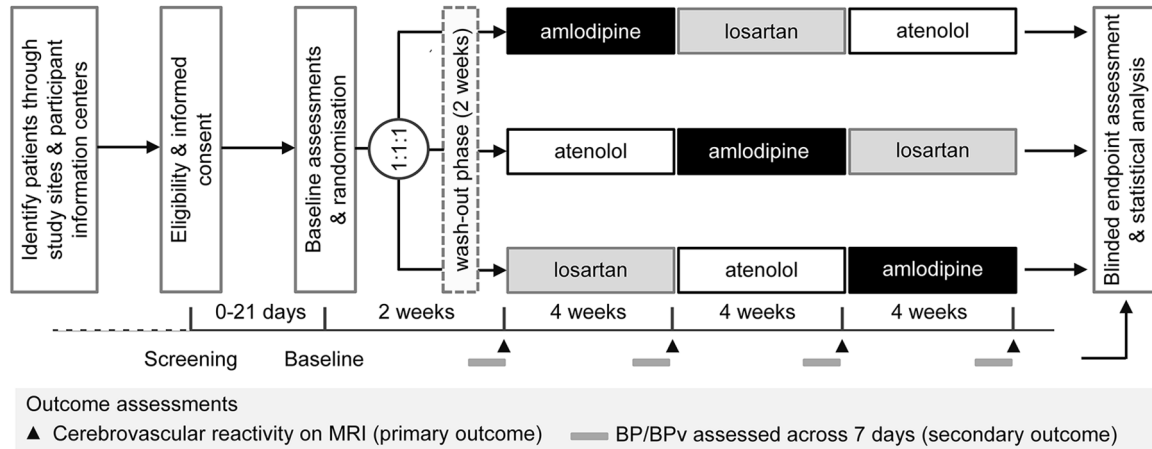 Identify patients through
study sites & participant
information centers
Eligibility & informed
consent
Baseline assessments
& randomisation
1:1:1
wash-out phase (2 weeks)
amlodipine
losartan
atenolol
atenolol
amlodipine
losartan
losartan
atenolol
amlodipine
Blinded endpoint assessment
& statistical analysis
0-21 days
2 weeks
4 weeks
4 weeks
4 weeks
Screening
Baseline
Outcome assessments
Cerebrovascular reactivity on MRI (primary outcome)
BP/BPv assessed across 7 days (secondary outcome)